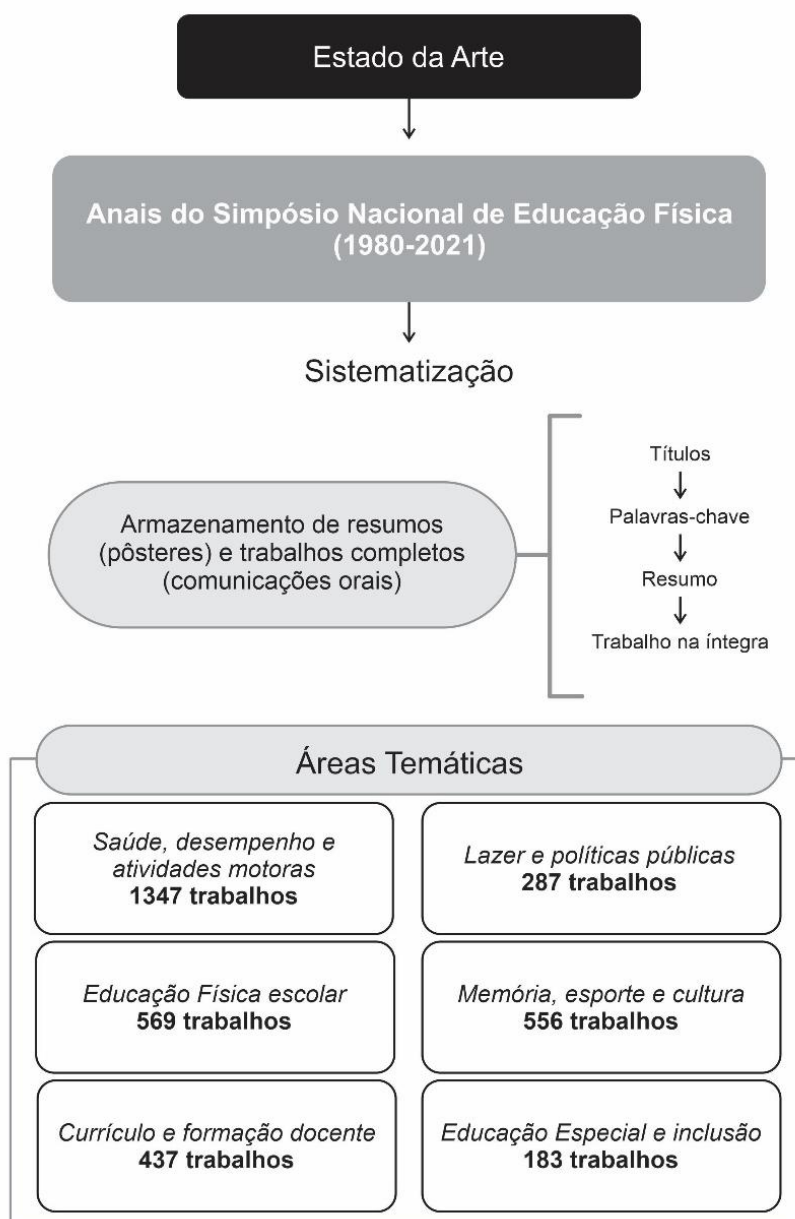 Estado da Arte
Anais do Simpósio Nacional de Educação Física
(1980-2021)
Sistematização
Armazenamento de resumos
(pôsteres) e trabalhos completos
(comunicações orais)
Títulos
Palavras-chave
Resumo
Trabalho na íntegra
Áreas Temáticas
Saúde, desempenho e
atividades motoras
1347 trabalhos
Lazer e políticas públicas
287 trabalhos
Educação Física escolar
569 trabalhos
Memória, esporte e cultura
556 trabalhos
Currículo e formação docente
437 trabalhos
Educação Especial e inclusão
183 trabalhos